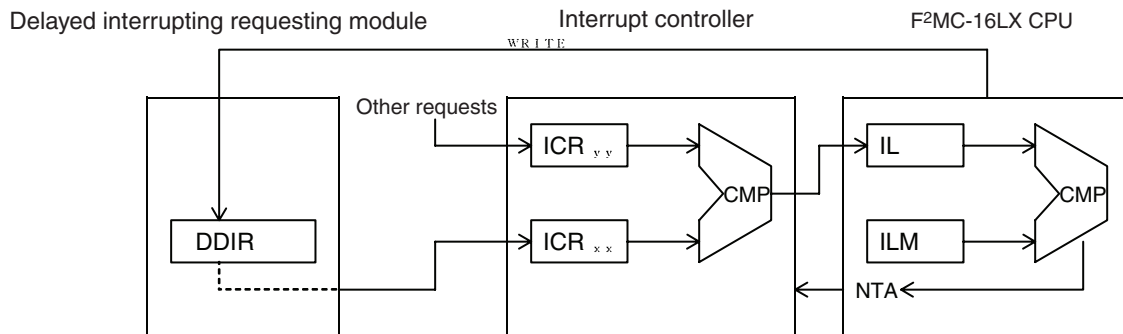 Delayed interrupting requesting module
Interrupt controller
F²MC-16LX CPU
WRITE
Other requests
ICR yy
CMP
IL
CMP
DDIR
ICR xx
ILM
NTA